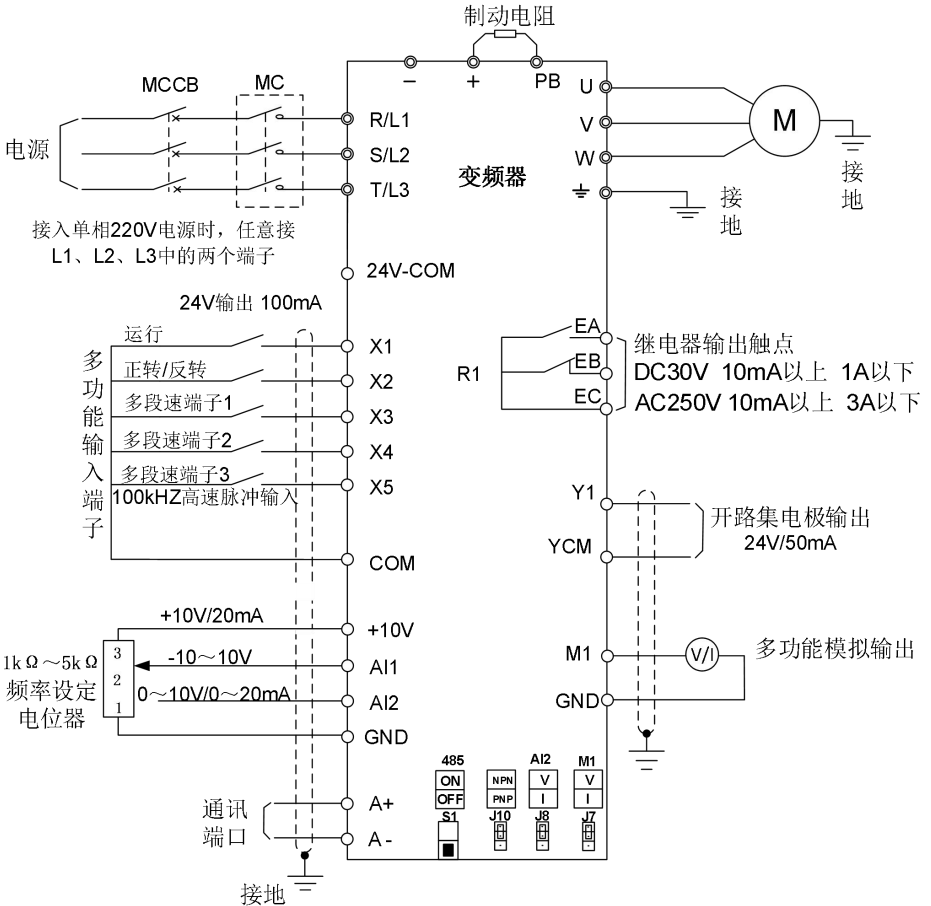 制动电阻
－
+
PB
MCCB
MC
电源
R/L1
S/L2
T/L3
变频器
U
V
W
M
接地
接地
接入单相220V电源时，任意接
L1、L2、L3中的两个端子
24V-COM
24V输出 100mA
多功能输入端子
运行
X1
正转/反转
X2
多段速端子1
X3
多段速端子2
X4
多段速端子3
100kHZ高速脉冲输入
X5
COM
R1
EA
EB
EC
继电器输出触点
DC30V 10mA以上 1A以下
AC250V 10mA以上 3A以下
Y1
YCM
开路集电极输出
24V/50mA
+10V/20mA
+10V
1kΩ～5kΩ
频率设定
电位器
3
2
1
-10～10V
AI1
0～10V/0～20mA
AI2
GND
M1
V/I
多功能模拟输出
GND
通讯
端口
A+
A-
接地
485
ON
OFF
S1
NPN
PNP
J10
-
AI2
V
I
J8
-
M1
V
I
J7
-